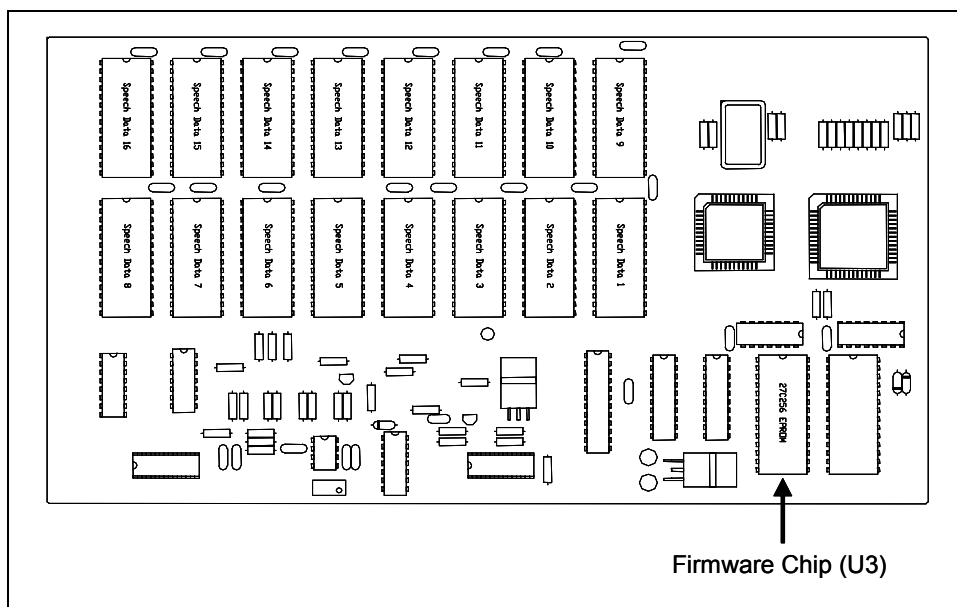 Speech Data 16
Speech Data 15
Speech Data 14
Speech Data 13
Speech Data 12
Speech Data 11
Speech Data 10
Speech Data 9
Speech Data 8
Speech Data 7
Speech Data 6
Speech Data 5
Speech Data 4
Speech Data 3
Speech Data 2
Speech Data 1
27C256 EPROM
Firmware Chip (U3)